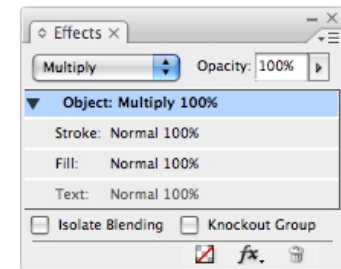 Effects
Multiply Opacity: 100%
Object: Multiply 100%
Stroke: Normal 100%
Fill: Normal 100%
Text: Normal 100%
Isolate Blending Knockout Group
fx.